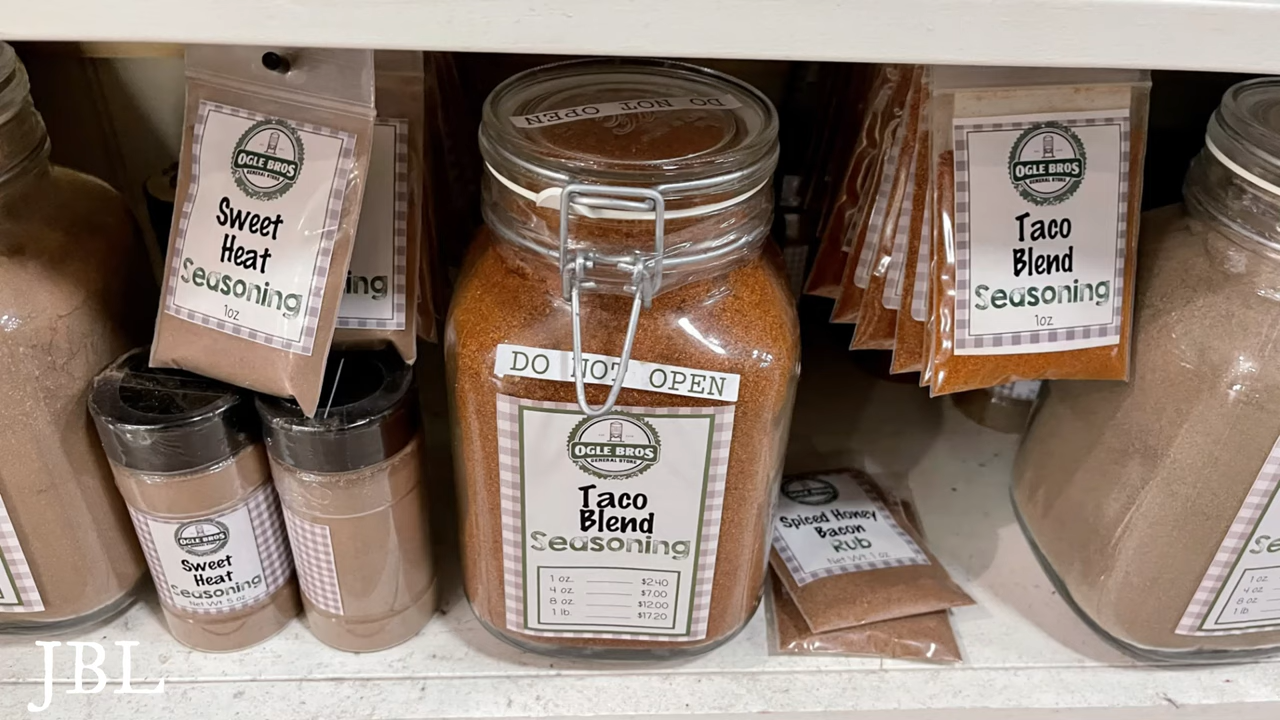 OGLE BROS
GENERAL STORE
Sweet
Heat
Seasoning
1oz
ing
OGLE BROS
Sweet
Heat
Seasoning
Net Wt. 5 oz
DO NOT OPEN
DO NOT OPEN
OGLE BROS
GENERAL STORE
Taco
Blend
Seasoning
1 oz. $2.40
4 oz. $7.00
8 oz. $12.00
1 lb. $17.20
OGLE BROS
GENERAL STORE
Taco
Blend
Seasoning
1oz
Spiced Honey
Bacon
Rub
Net Wt. 1 oz
Se
1 oz.
4 oz.
8 oz.
1 lb.
JBL